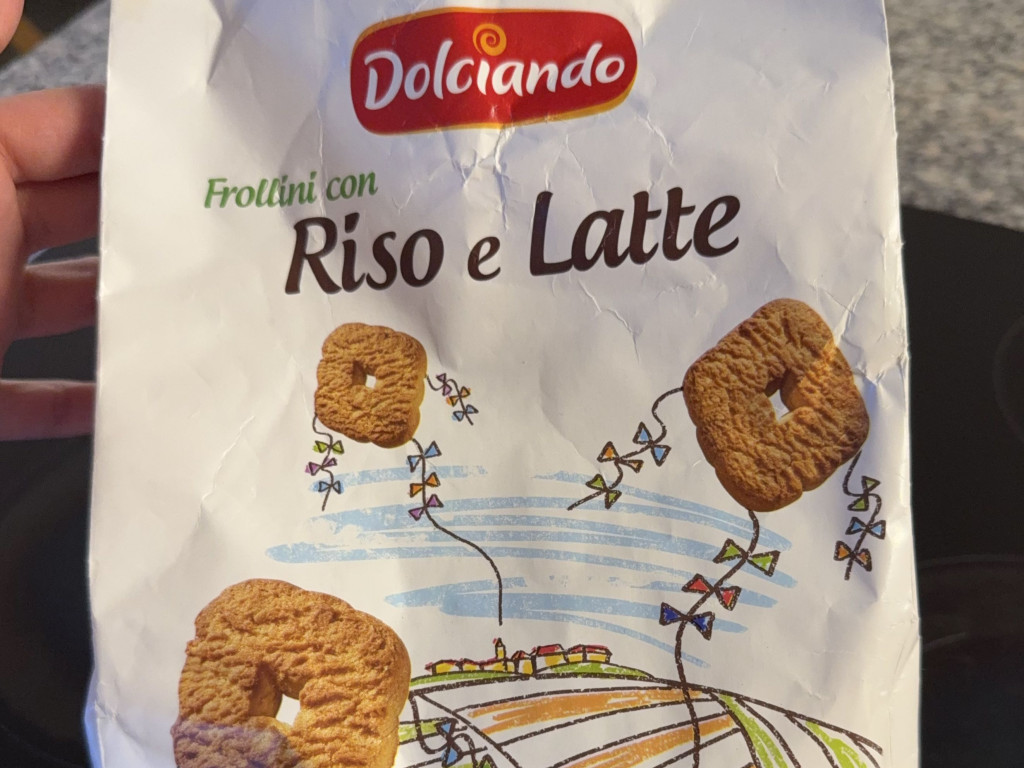 Dolciando
Frollini con
Riso e Latte